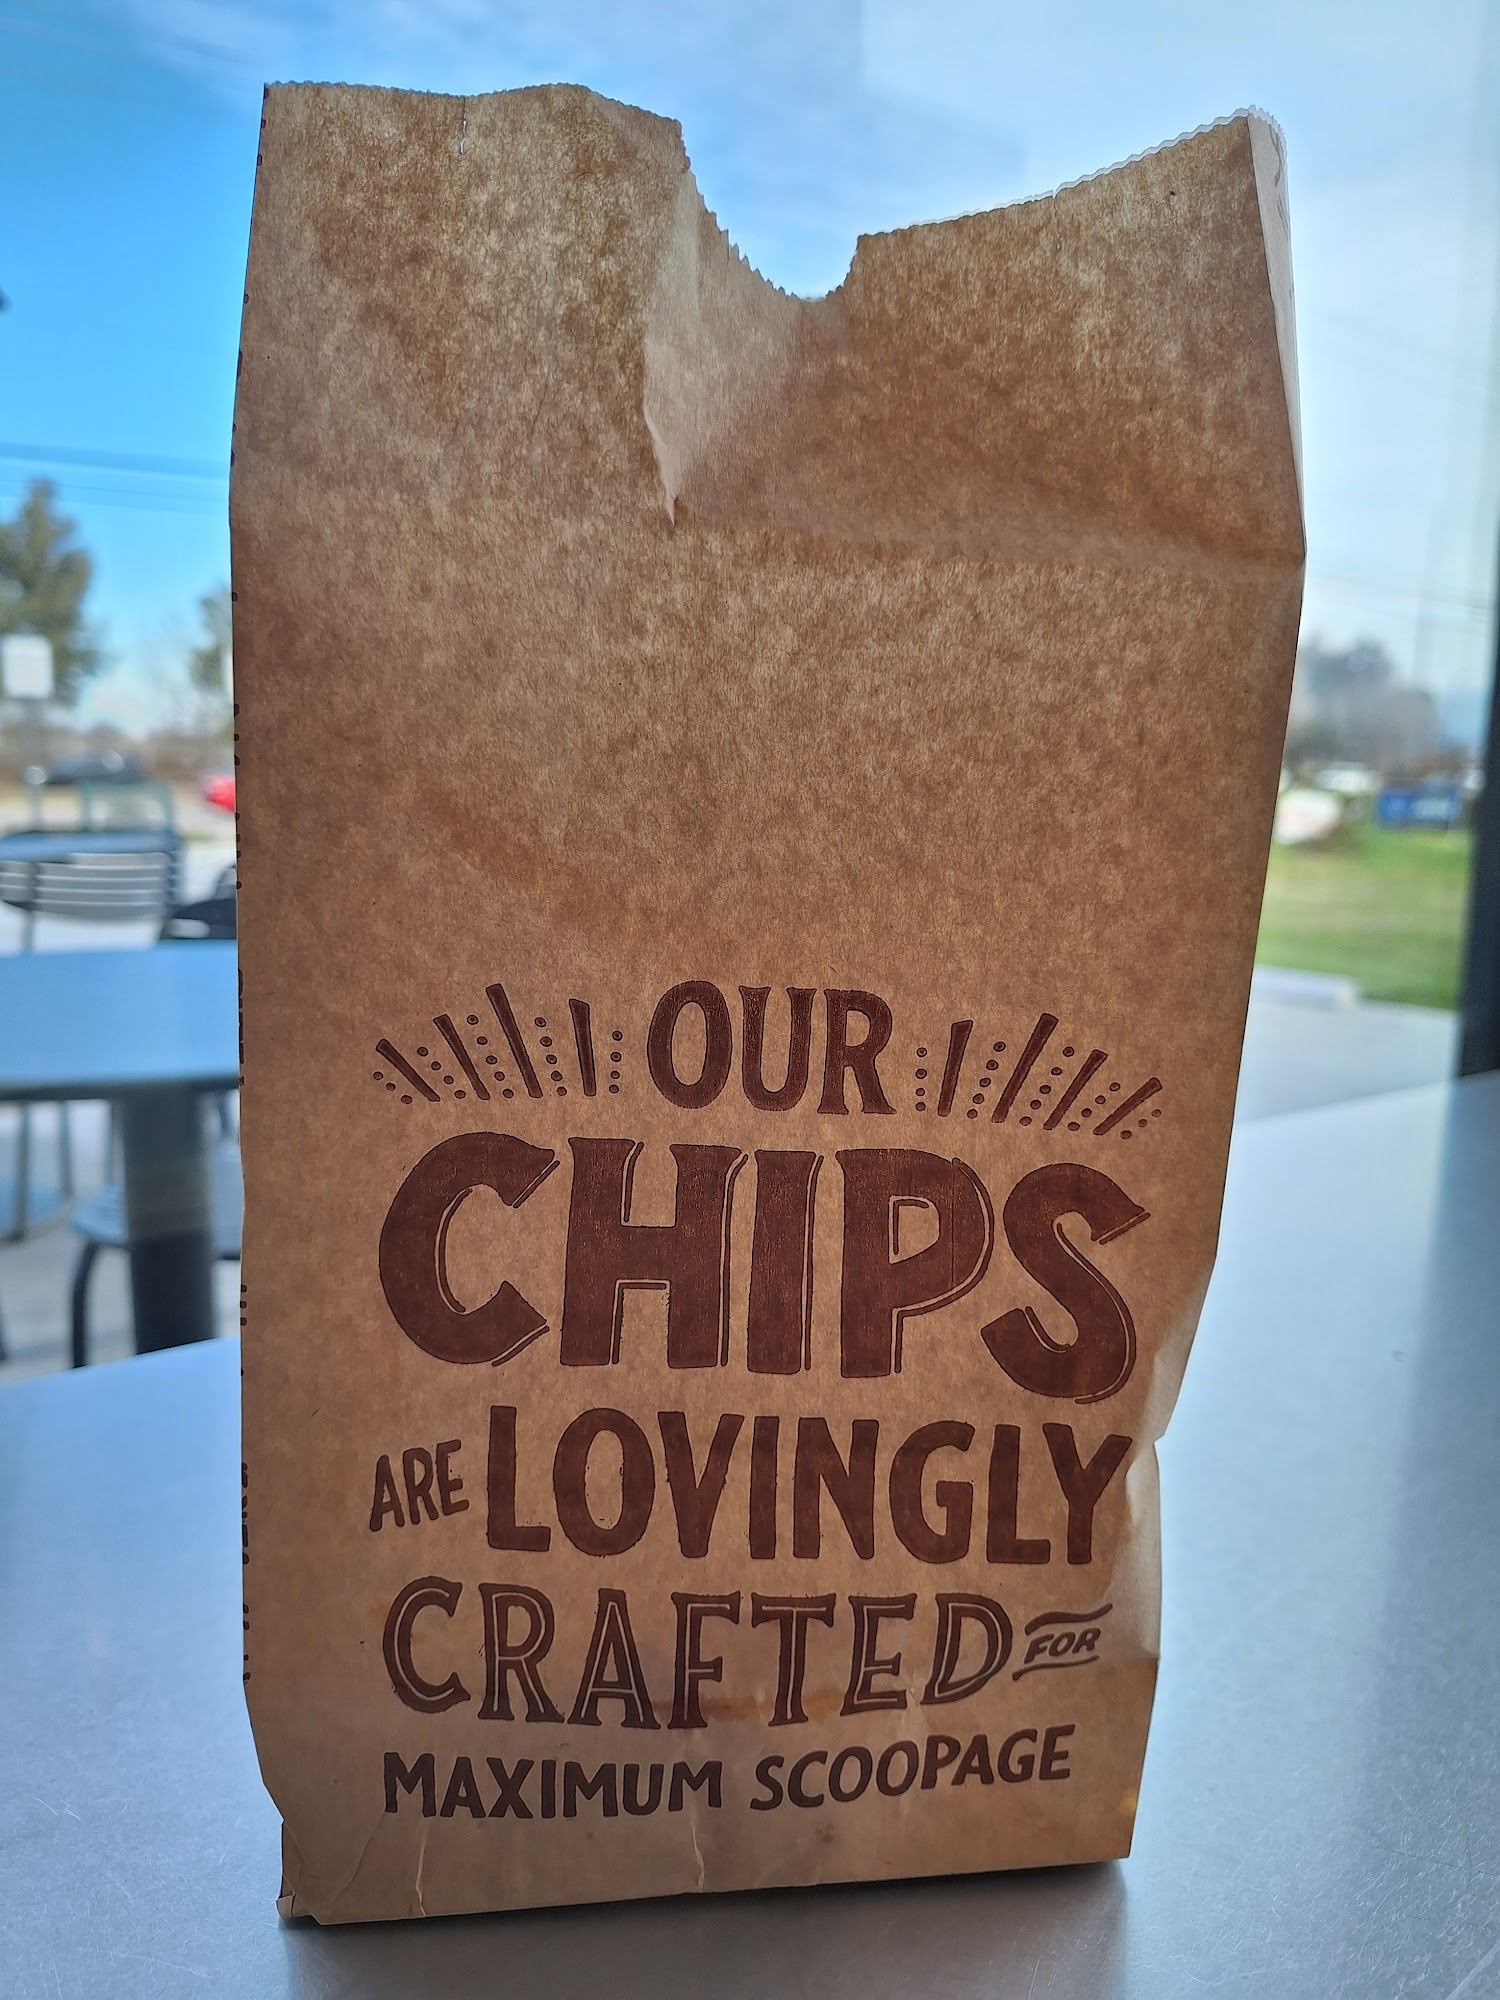 OUR
CHIPS
ARE LOVINGLY
CRAFTED FOR
MAXIMUM SCOOPAGE